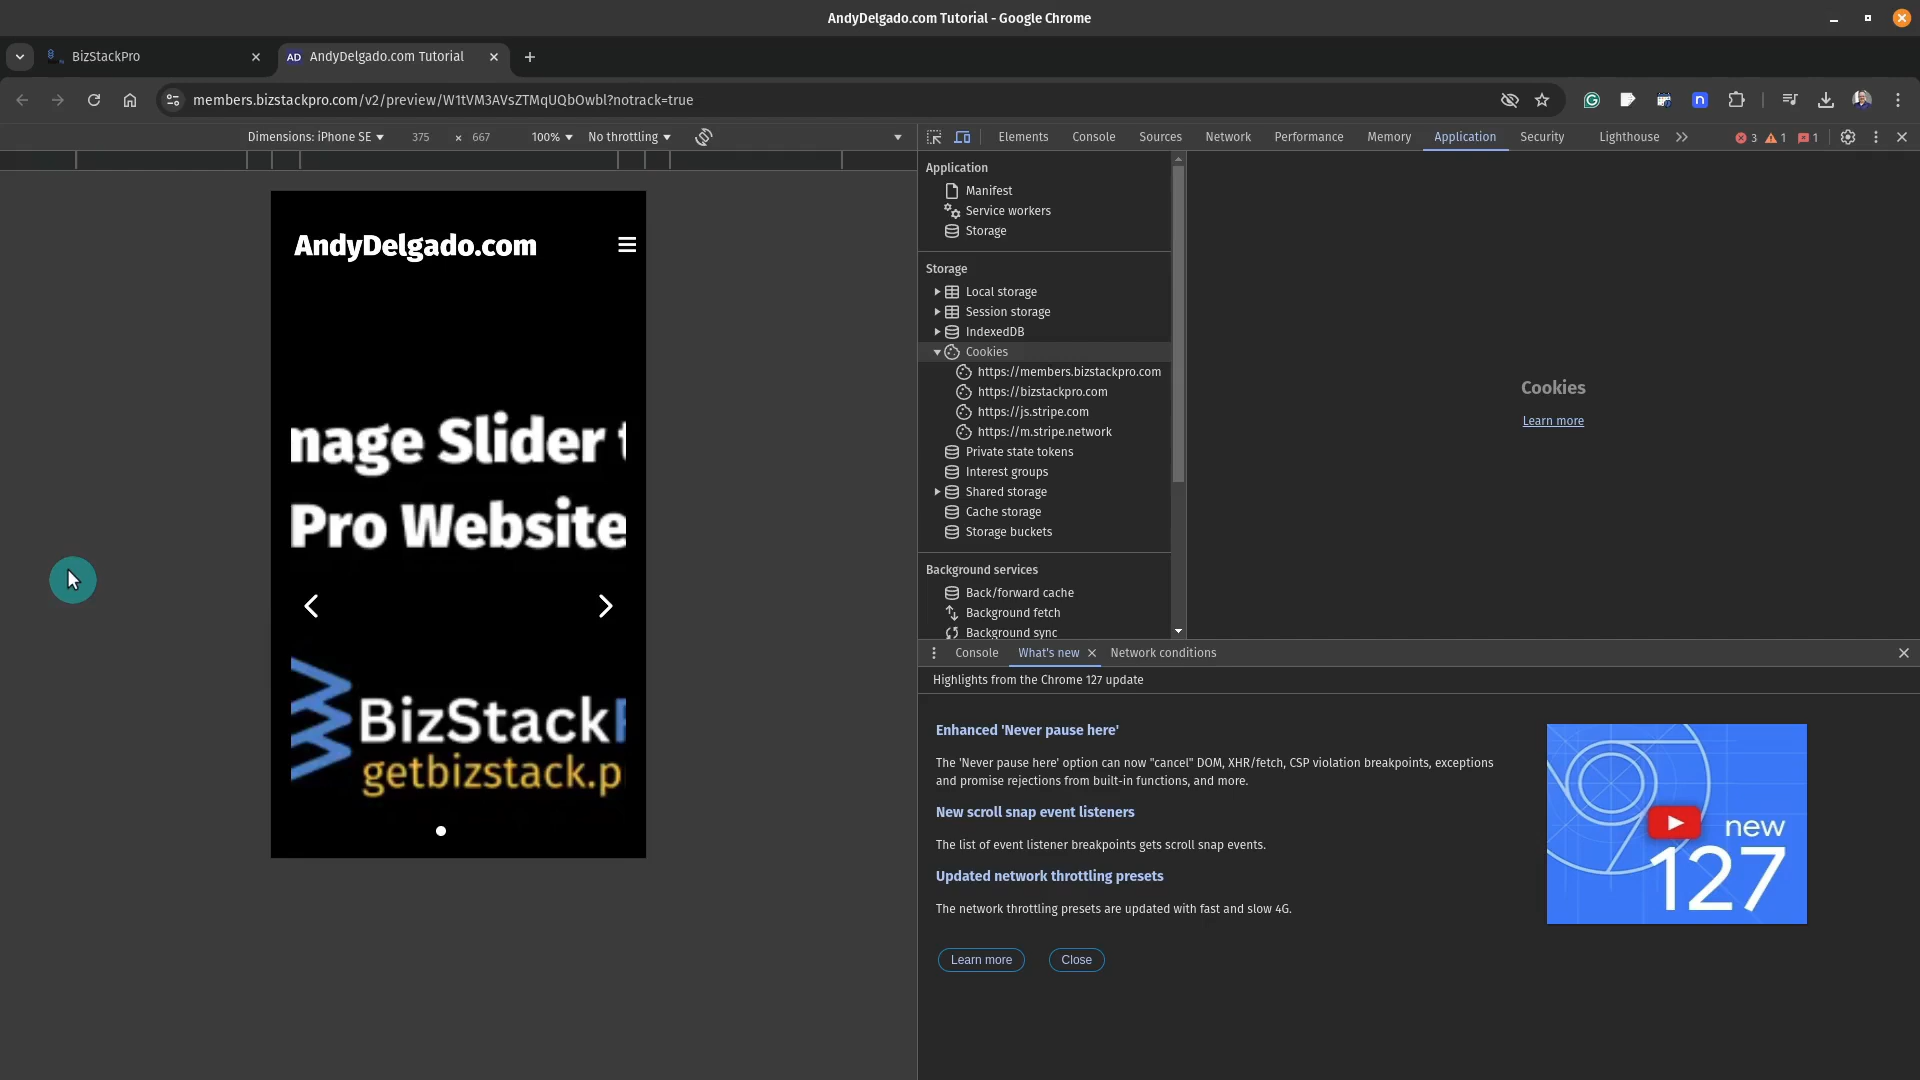 AndyDelgado.com Tutorial - Google Chrome
BizStackPro
AD AndyDelgado.com Tutorial
members.bizstackpro.com/v2/preview/W1tVM3AVsZTMqUQbOwbl?notrack=true
Dimensions: iPhone SE 375 × 667 100% No throttling
Elements Console Sources Network Performance Memory Application Security Lighthouse 3 1 1
AndyDelgado.com
nage Slider t
Pro Website
BizStackP
getbizstack.p
Application
Manifest
Service workers
Storage
Storage
Local storage
Session storage
IndexedDB
Cookies
https://members.bizstackpro.com
https://bizstackpro.com
https://js.stripe.com
https://m.stripe.network
Private state tokens
Interest groups
Shared storage
Cache storage
Storage buckets
Background services
Back/forward cache
Background fetch
Background sync
Cookies
Learn more
Console What's new Network conditions
Highlights from the Chrome 127 update
Enhanced 'Never pause here'
The 'Never pause here' option can now "cancel" DOM, XHR/fetch, CSP violation breakpoints, exceptions
and promise rejections from built-in functions, and more.
New scroll snap event listeners
The list of event listener breakpoints gets scroll snap events.
Updated network throttling presets
The network throttling presets are updated with fast and slow 4G.
Learn more Close
new
127